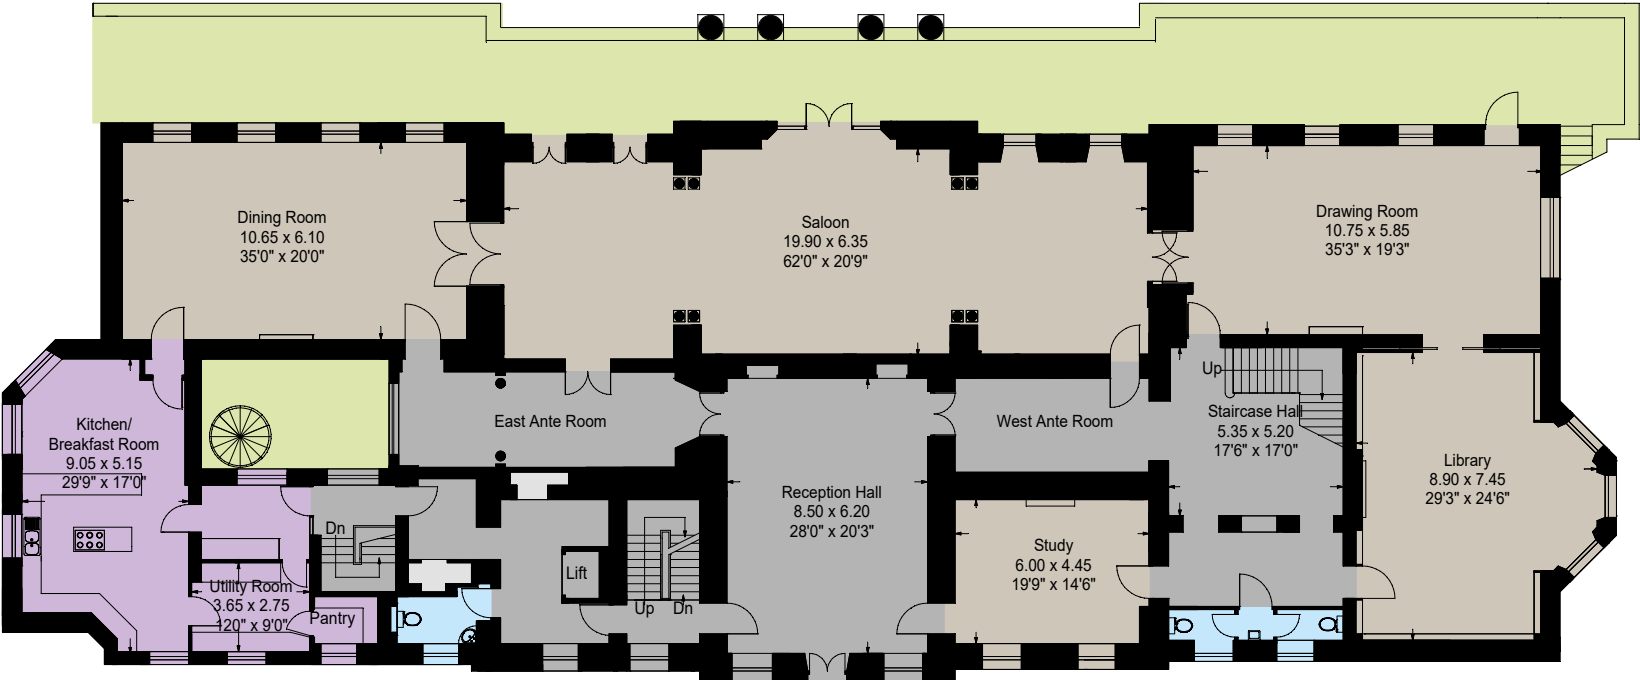 Dining Room
10.65 x 6.10
35'0" x 20'0"
Saloon
19.90 x 6.35
62'0" x 20'9"
Drawing Room
10.75 x 5.85
35'3" x 19'3"
Kitchen/
Breakfast Room
9.05 x 5.15
29'9" x 17'0"
East Ante Room
West Ante Room
Up
Staircase Hall
5.35 x 5.20
17'6" x 17'0"
Library
8.90 x 7.45
29'3" x 24'6"
Reception Hall
8.50 x 6.20
28'0" x 20'3"
Dn
Study
6.00 x 4.45
19'9" x 14'6"
Lift
Utility Room
3.65 x 2.75
120" x 9'0"
Pantry
Up
Dn